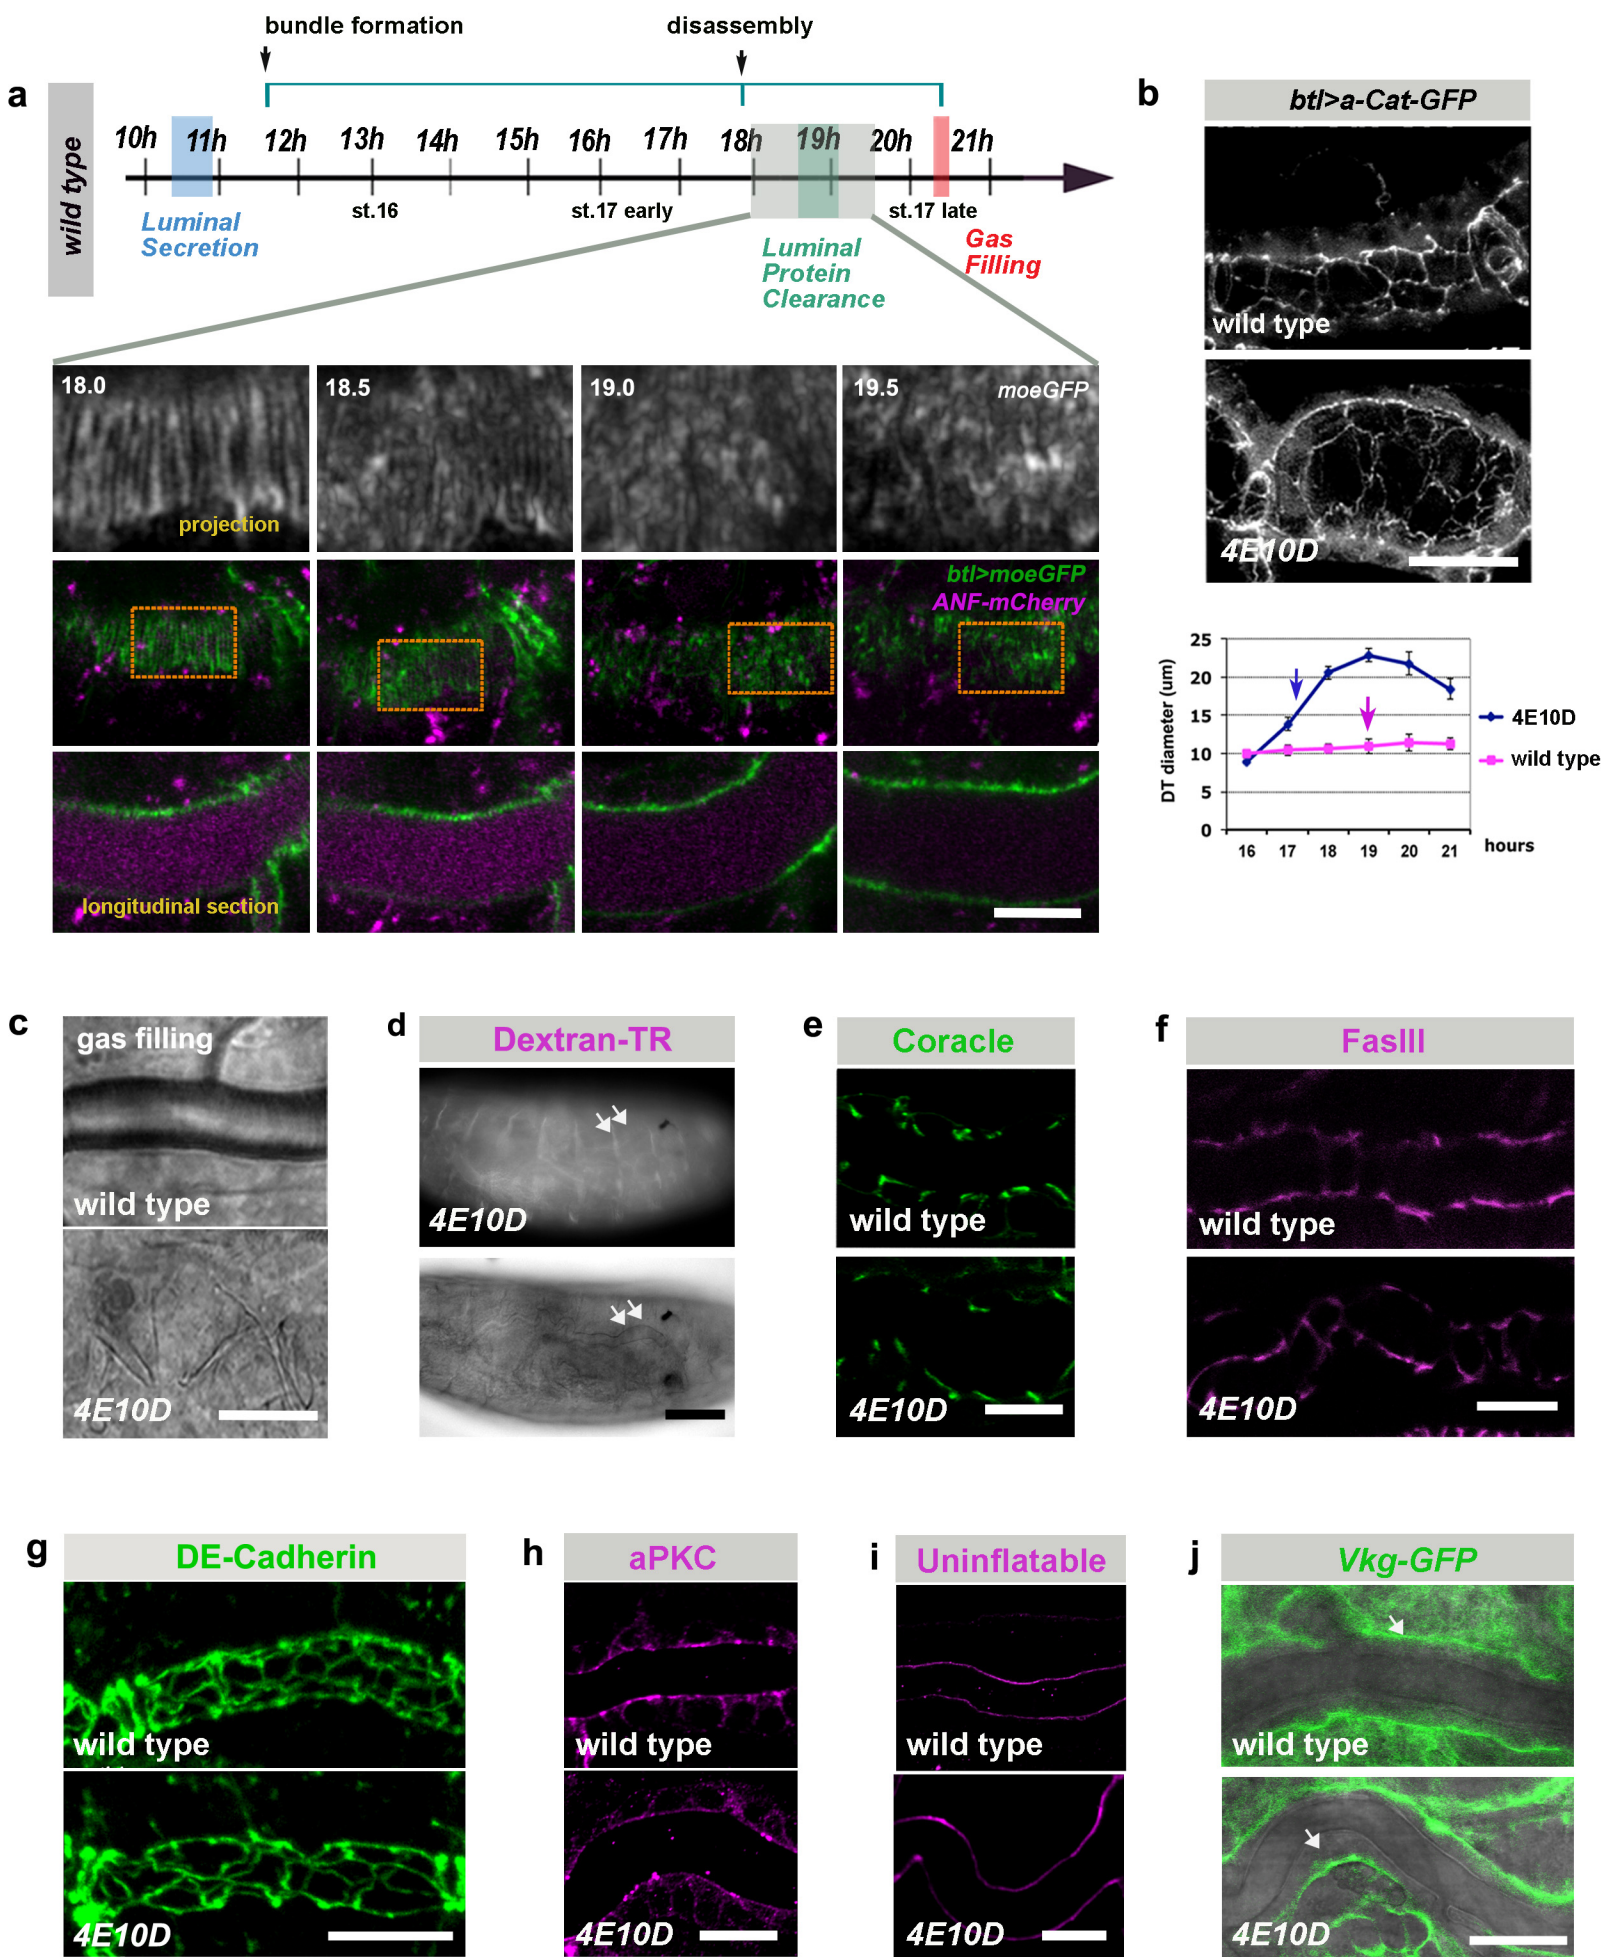 bundle formation
disassembly
a
wild type
10h 11h 12h 13h 14h 15h 16h 17h 18h 19h 20h 21h
st.16
st.17 early
st.17 late
Luminal
Secretion
Luminal
Protein
Clearance
Gas
Filling
18.0
projection
18.5
19.0
19.5
moeGFP
btl>moeGFP
ANF-mCherry
longitudinal section
b
btl>a-Cat-GFP
wild type
4E10D
25
20
15
10
5
0
DT diameter (um)
16 17 18 19 20 21
hours
4E10D
wild type
c
gas filling
wild type
4E10D
d
Dextran-TR
4E10D
e
Coracle
wild type
4E10D
f
FasIII
wild type
4E10D
g
DE-Cadherin
wild type
4E10D
h
aPKC
wild type
4E10D
i
Uninflatable
wild type
4E10D
j
Vkg-GFP
wild type
4E10D